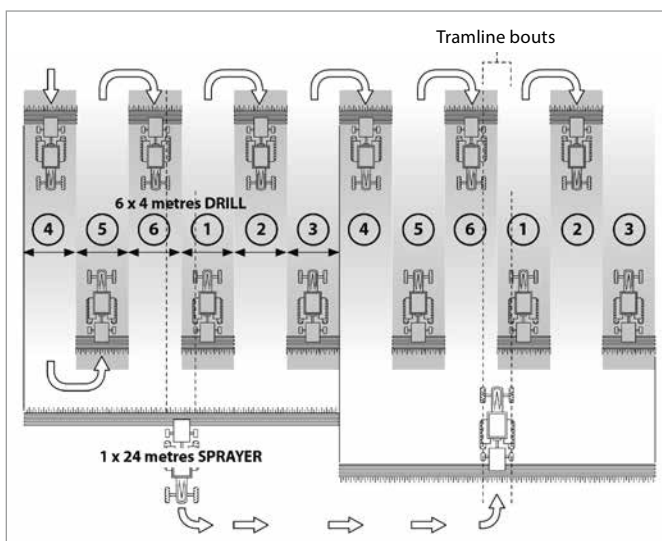 Tramline bouts
6 x 4 metres DRILL
4 5 6 1 2 3 4 5 6 1 2 3
1 x 24 metres SPRAYER